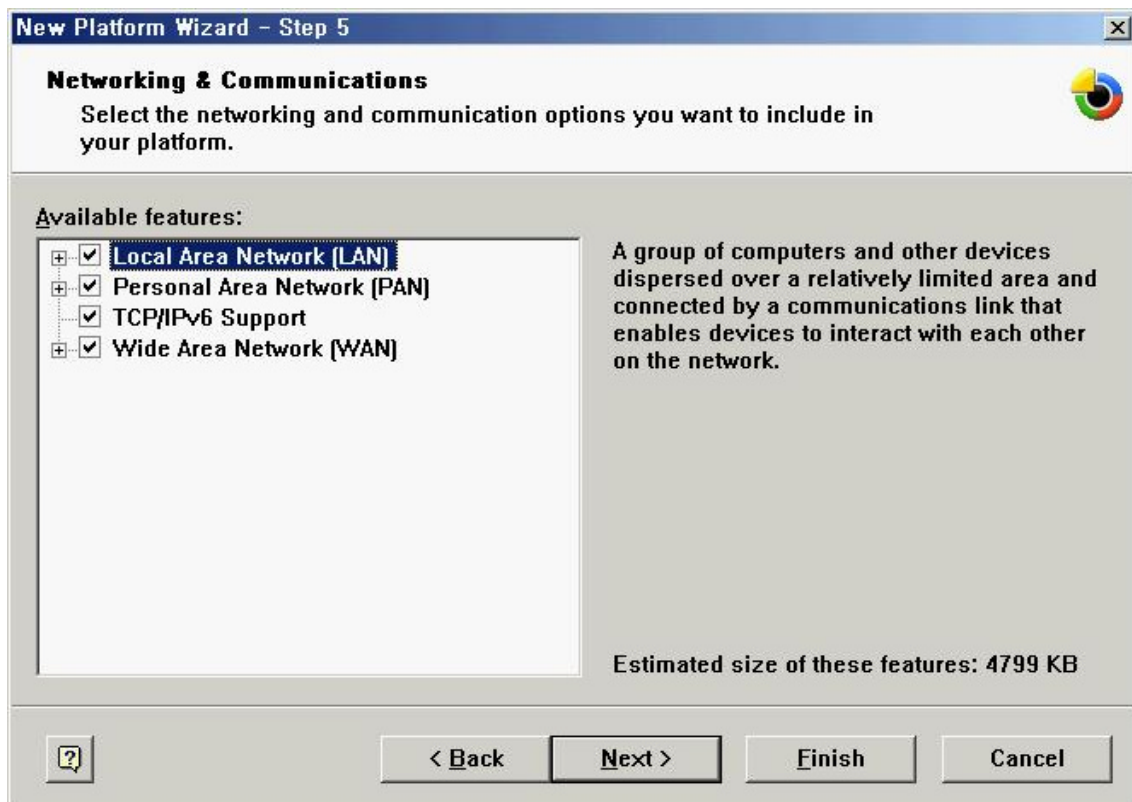 New Platform Wizard - Step 5
Networking & Communications
Select the networking and communication options you want to include in
your platform.
Available features:
Local Area Network (LAN)
Personal Area Network (PAN)
TCP/IPv6 Support
Wide Area Network (WAN)
A group of computers and other devices
dispersed over a relatively limited area and
connected by a communications link that
enables devices to interact with each other
on the network.
Estimated size of these features: 4799 KB
?
< Back
Next >
Finish
Cancel